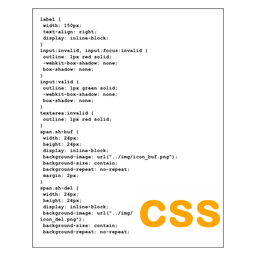 label {
width: 150px;
text-align: right;
display: inline-block;
}
input:invalid, input:focus:invalid {
outline: 1px red solid;
-webkit-box-shadow: none;
box-shadow: none;
}
input:valid {
outline: 1px green solid;
-webkit-box-shadow: none;
box-shadow: none;
}
textarea:invalid {
outline: 1px red solid;
}
span.sh-buf {
width: 24px;
height: 24px;
display: inline-block;
background-image: url("../img/icon_buf.png");
background-size: contain;
background-repeat: no-repeat;
margin: 2px;
}
span.sh-del {
width: 24px;
height: 24px;
display: inline-block;
background-image: url("../img/
icon_del.png");
background-size: contain;
background-repeat: no-repeat;
CSS